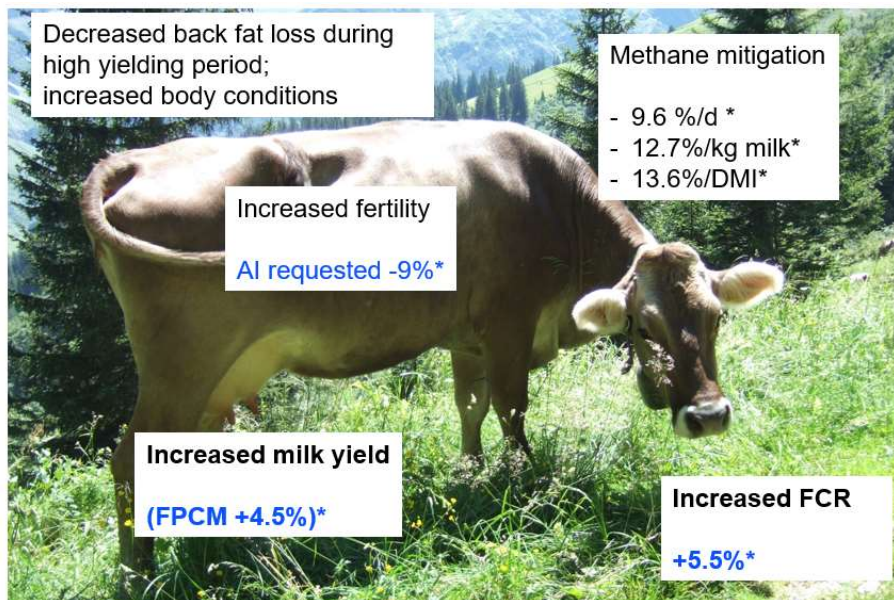 Decreased back fat loss during
high yielding period;
increased body conditions
Methane mitigation
- 9.6 %/d *
- 12.7%/kg milk*
- 13.6%/DMI*
Increased fertility
AI requested -9%*
Increased milk yield
(FPCM +4.5%)*
Increased FCR
+5.5%*